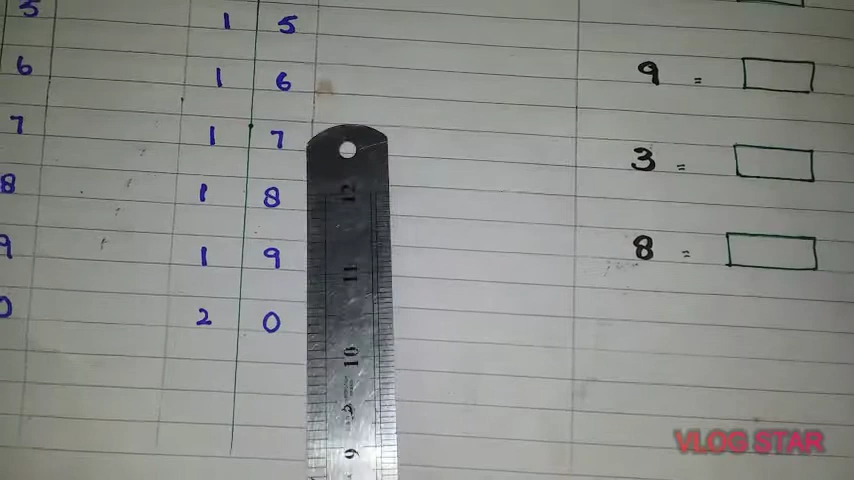 5 1 5
6 1 6 9 =
7 1 7 3 =
8 1 8 8 =
9 1 9
0 2 0
12
11
10
9
VLOG STAR